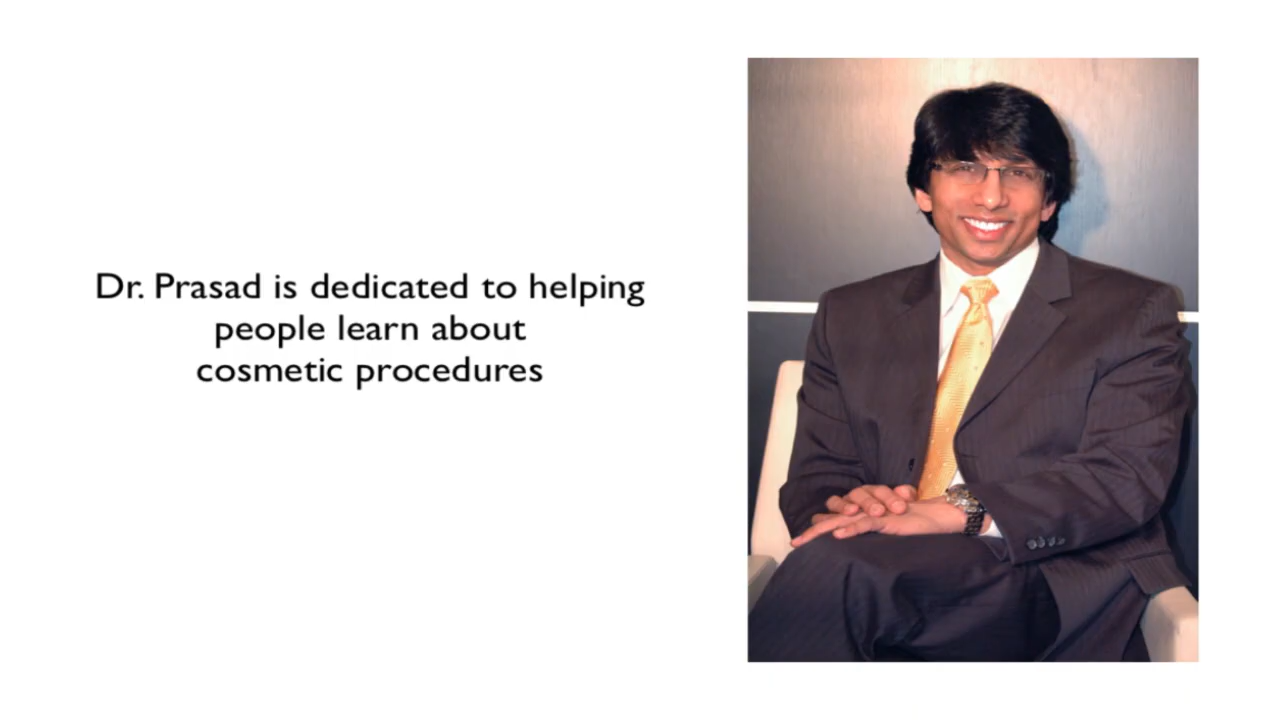 Dr. Prasad is dedicated to helping
people learn about
cosmetic procedures